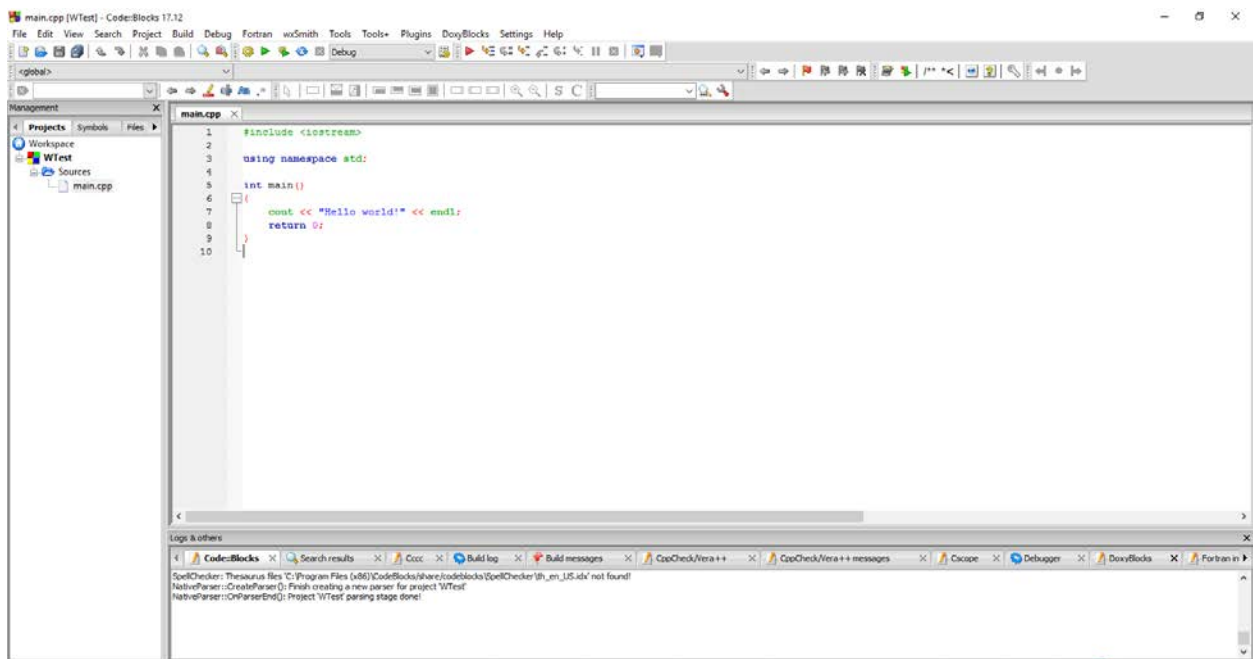 main.cpp [WTest] - Code::Blocks 17.12
File Edit View Search Project Build Debug Fortran wxSmith Tools Tools+ Plugins DoxyBlocks Settings Help
Debug
<global>
S C
Management
Projects Symbols Files
Workspace
WTest
Sources
main.cpp
main.cpp
1 #include <iostream>
2
3 using namespace std;
4
5 int main()
6 {
7 cout << "Hello world!" << endl;
8 return 0;
9 }
10
Logs & others
Code::Blocks Search results Cccc Build log Build messages CppCheck/Vera++ CppCheck/Vera++ messages Cscope Debugger DoxyBlocks Fortran in
SpellChecker: Thesaurus files 'C:\Program Files (x86)\CodeBlocks/share/codeblocks/SpellChecker\th_en_US.idx' not found!
NativeParser::CreateParser(): Finish creating a new parser for project 'WTest'
NativeParser::OnParserEnd(): Project 'WTest' parsing stage done!